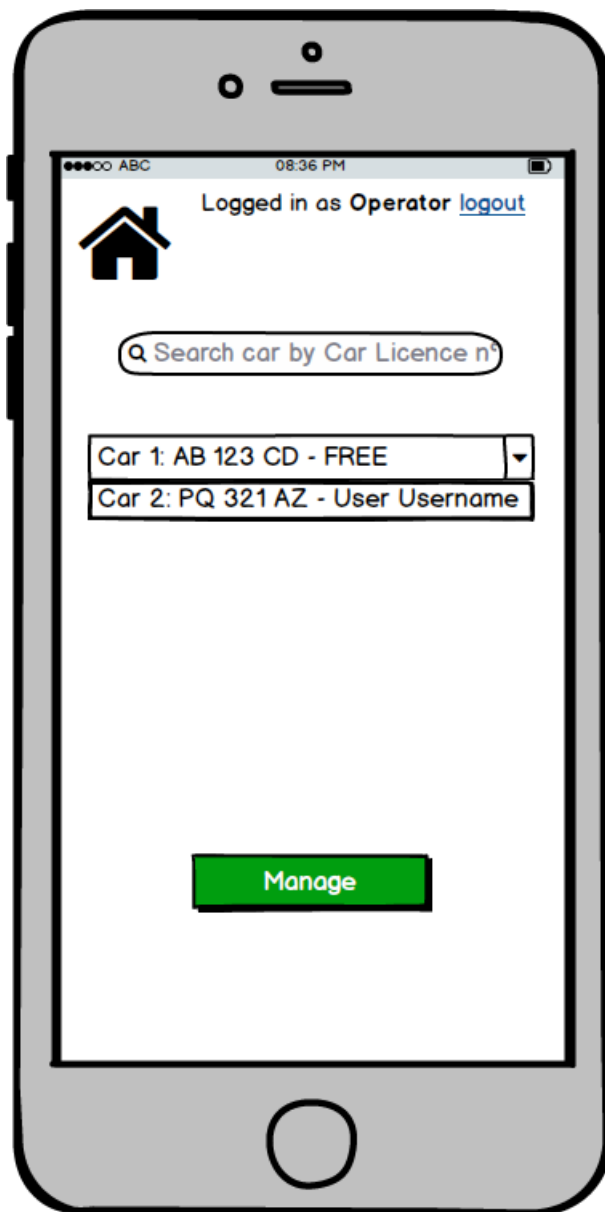 ABC 08:36 PM
Logged in as Operator logout
Search car by Car Licence n°
Car 1: AB 123 CD - FREE
Car 2: PQ 321 AZ - User Username
Manage